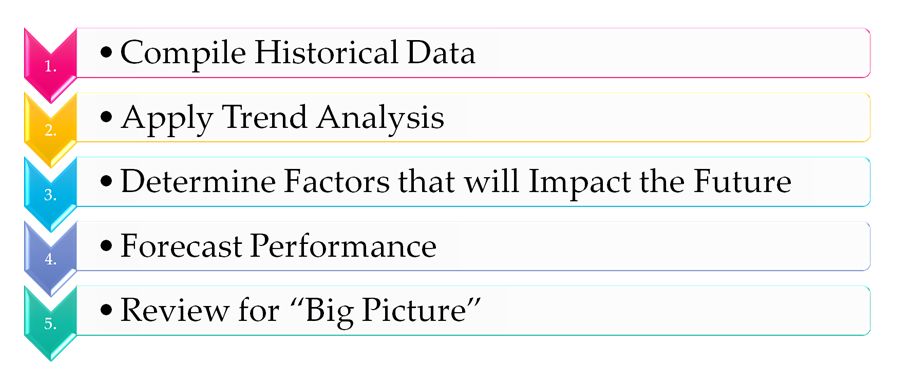 1. • Compile Historical Data
2. • Apply Trend Analysis
3. • Determine Factors that will Impact the Future
4. • Forecast Performance
5. • Review for “Big Picture”